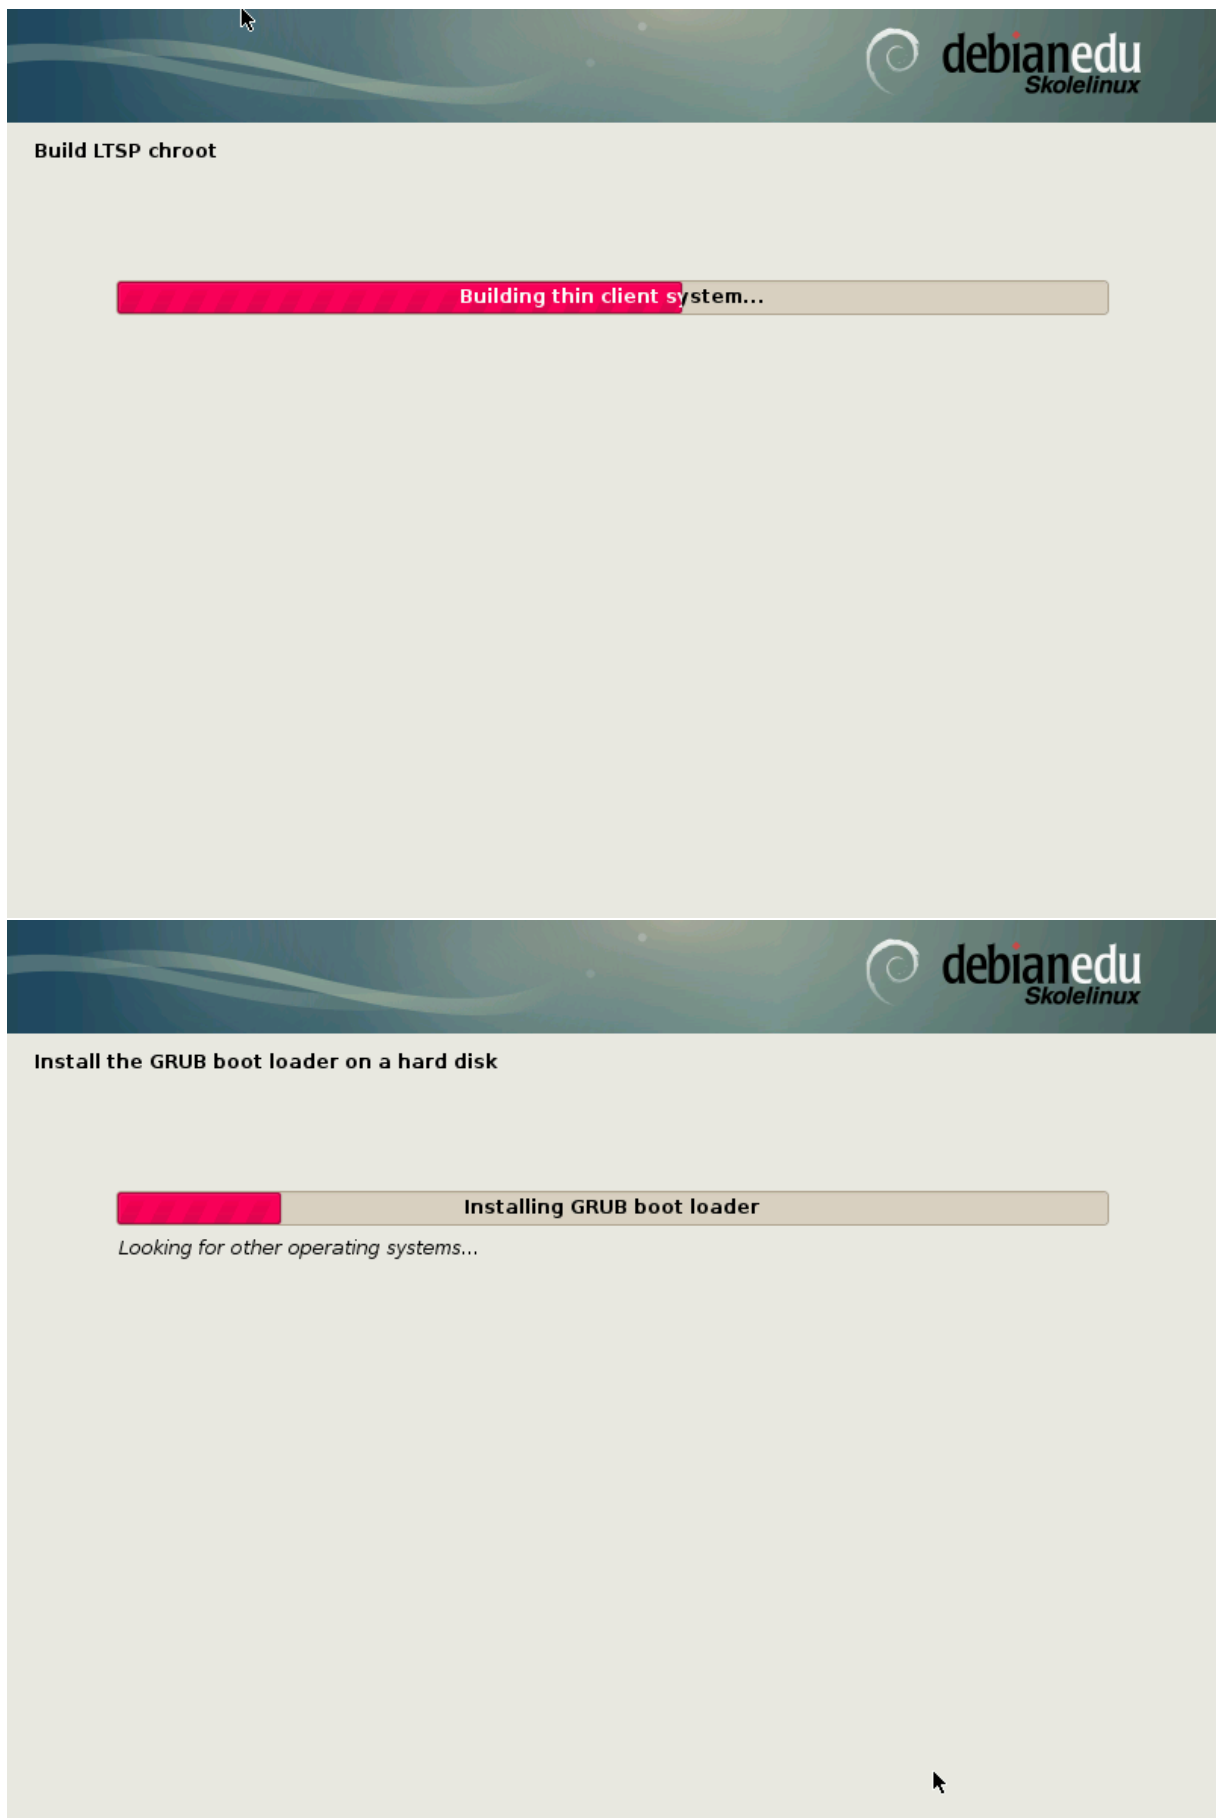 debianedu
Skolelinux
Build LTSP chroot
Building thin client system...
debianedu
Skolelinux
Install the GRUB boot loader on a hard disk
Installing GRUB boot loader
Looking for other operating systems...